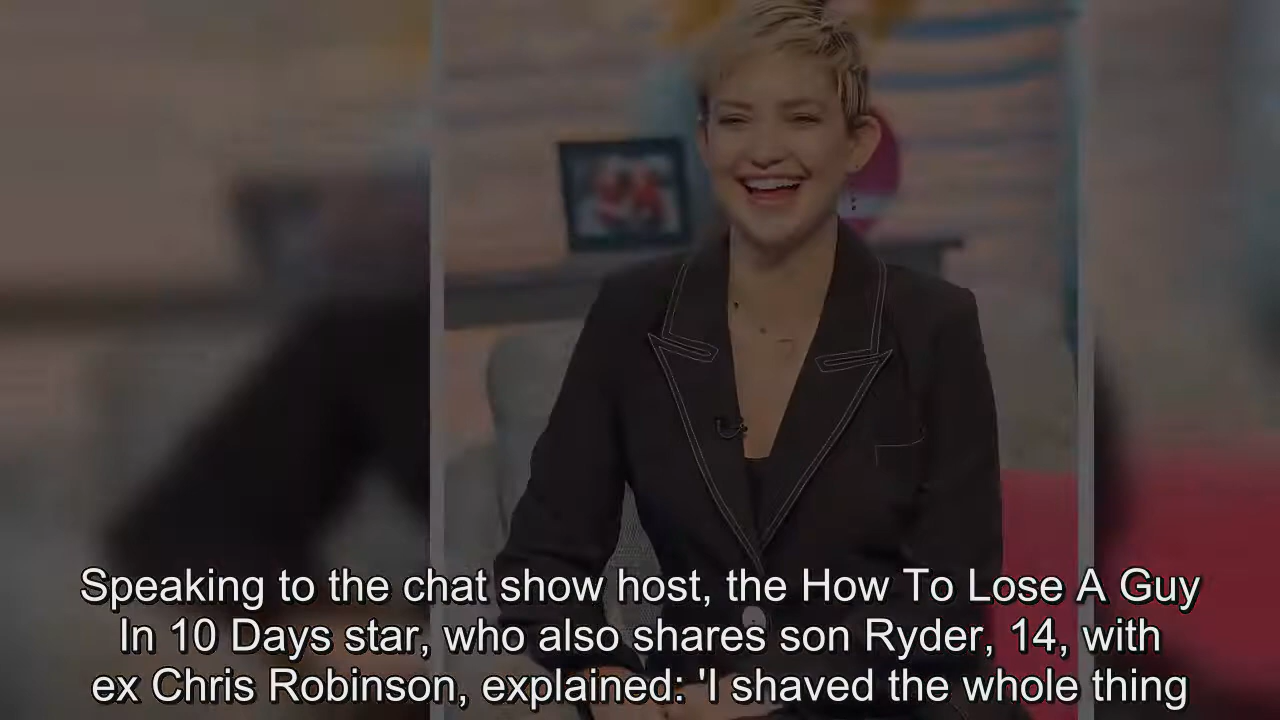 Speaking to the chat show host, the How To Lose A Guy
In 10 Days star, who also shares son Ryder, 14, with
ex Chris Robinson, explained: 'I shaved the whole thing